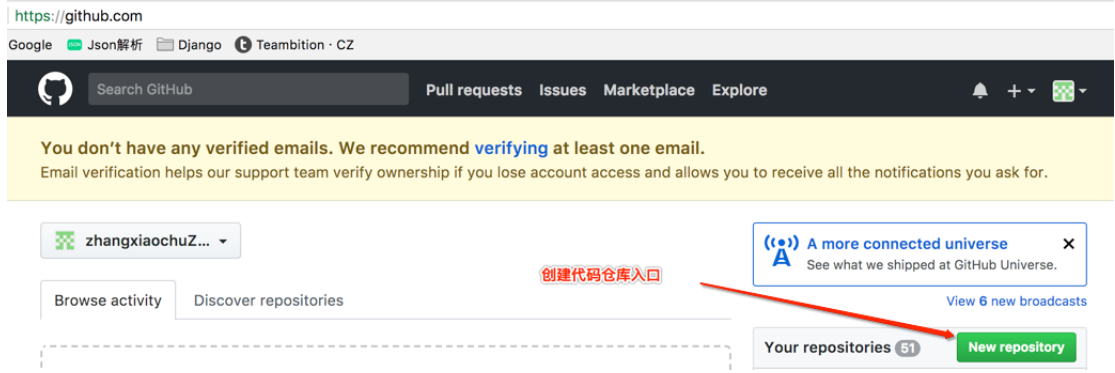 https://github.com
Google Json解析 Django Teambition · CZ
Search GitHub Pull requests Issues Marketplace Explore
You don't have any verified emails. We recommend verifying at least one email.
Email verification helps our support team verify ownership if you lose account access and allows you to receive all the notifications you ask for.
zhangxiaochuZ...
A more connected universe
See what we shipped at GitHub Universe.
创建代码仓库入口
Browse activity Discover repositories
View 6 new broadcasts
Your repositories 51 New repository